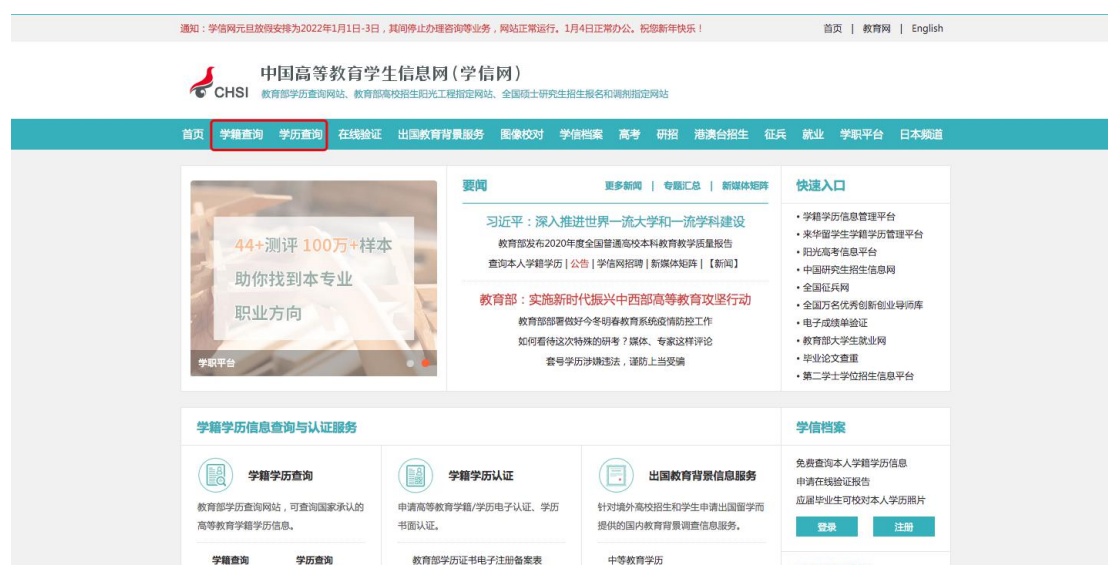 通知：学信网元旦放假安排为2022年1月1日-3日，其间停止办理咨询等业务，网站正常运行。1月4日正常办公。祝您新年快乐！
首页 | 教育网 | English
CHSI
中国高等教育学生信息网（学信网）
教育部学历查询网站、教育部高校招生阳光工程指定网站、全国硕士研究生招生报名和调剂指定网站
首页 学籍查询 学历查询 在线验证 出国教育背景服务 图像校对 学信档案 高考 研招 港澳台招生 征兵 就业 学职平台 日本频道
44+测评 100万+样本
助你找到本专业
职业方向
学职平台
要闻
更多新闻 | 专题汇总 | 新媒体矩阵
习近平：深入推进世界一流大学和一流学科建设
教育部发布2020年度全国普通高校本科教育教学质量报告
查询本人学籍学历 | 公告 | 学信网招聘 | 新媒体矩阵 | 【新闻】
教育部：实施新时代振兴中西部高等教育攻坚行动
教育部部署做好今冬明春教育系统疫情防控工作
如何看待这次特殊的研考？媒体、专家这样评论
套号学历涉嫌违法，谨防上当受骗
快速入口
• 学籍学历信息管理平台
• 来华留学生学籍学历管理平台
• 阳光高考信息平台
• 中国研究生招生信息网
• 全国征兵网
• 全国万名优秀创新创业导师库
• 电子成绩单验证
• 教育部大学生就业网
• 毕业论文查重
• 第二学士学位招生信息平台
学籍学历信息查询与认证服务
学籍学历查询
教育部学历查询网站，可查询国家承认的
高等教育学籍学历信息。
学籍查询 学历查询
学籍学历认证
申请高等教育学籍/学历电子认证、学历
书面认证。
教育部学历证书电子注册备案表
出国教育背景信息服务
针对境外高校招生和学生申请出国留学而
提供的国内教育背景调查信息服务。
中等教育学历
学信档案
免费查询本人学籍学历信息
申请在线验证报告
应届毕业生可校对本人学历照片
登录 注册